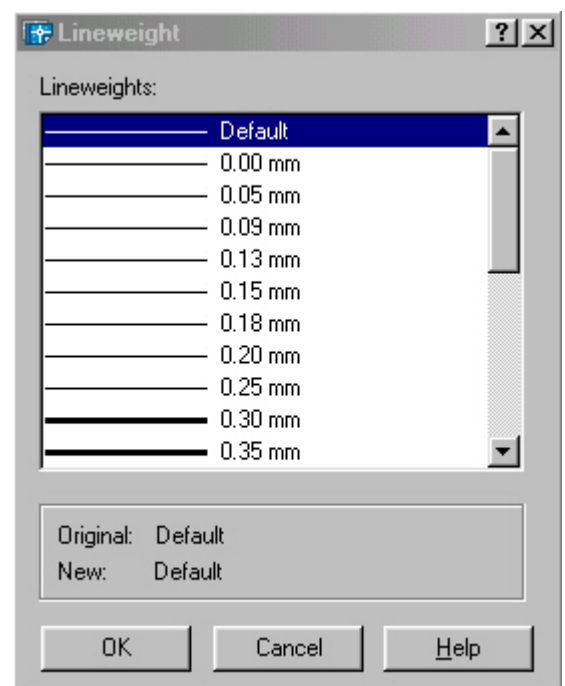 Lineweight
Lineweights:
Default
0.00 mm
0.05 mm
0.09 mm
0.13 mm
0.15 mm
0.18 mm
0.20 mm
0.25 mm
0.30 mm
0.35 mm
Original: Default
New: Default
OK Cancel Help